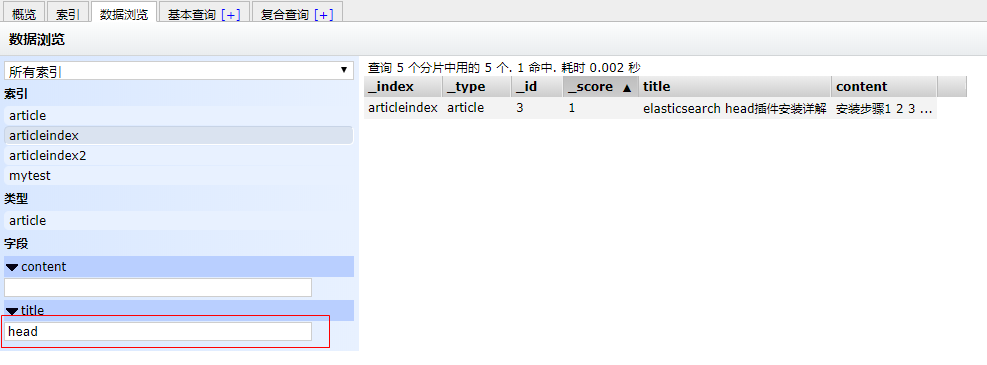 概览 索引 数据浏览 基本查询 [+] 复合查询 [+]
数据浏览
所有索引
索引
article
articleindex
articleindex2
mytest
类型
article
字段
content
title
head
查询 5 个分片中用的 5 个. 1 命中. 耗时 0.002 秒
_index _type _id _score ▲ title content
articleindex article 3 1 elasticsearch head插件安装详解 安装步骤1 2 3 ...